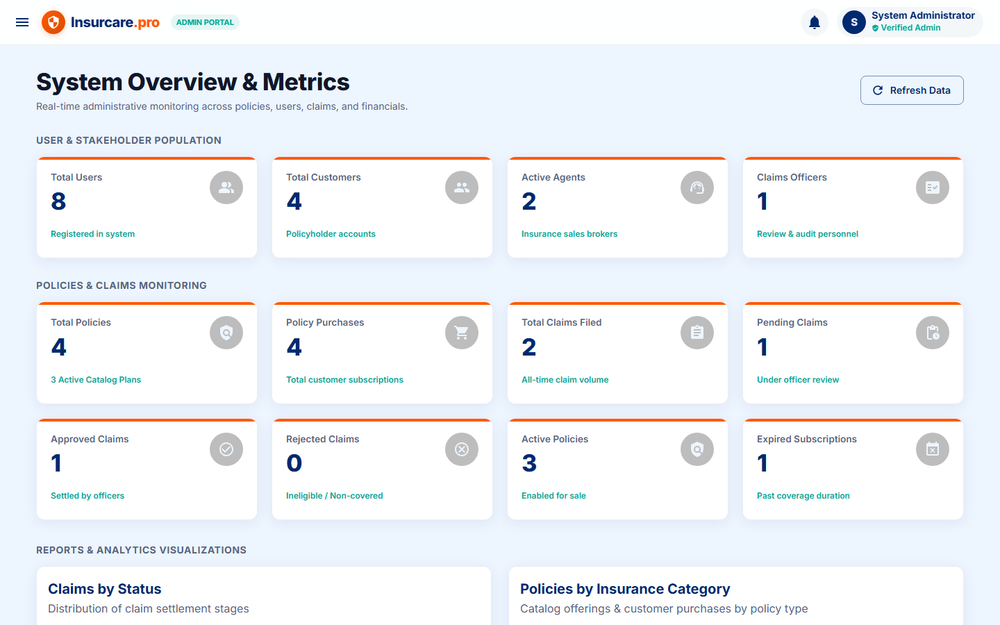 Insurcare.pro
ADMIN PORTAL
S
System Administrator
Verified Admin
System Overview & Metrics
Real-time administrative monitoring across policies, users, claims, and financials.
Refresh Data
USER & STAKEHOLDER POPULATION
Total Users
8
Registered in system
Total Customers
4
Policyholder accounts
Active Agents
2
Insurance sales brokers
Claims Officers
1
Review & audit personnel
POLICIES & CLAIMS MONITORING
Total Policies
4
3 Active Catalog Plans
Policy Purchases
4
Total customer subscriptions
Total Claims Filed
2
All-time claim volume
Pending Claims
1
Under officer review
Approved Claims
1
Settled by officers
Rejected Claims
0
Ineligible / Non-covered
Active Policies
3
Enabled for sale
Expired Subscriptions
1
Past coverage duration
REPORTS & ANALYTICS VISUALIZATIONS
Claims by Status
Distribution of claim settlement stages
Policies by Insurance Category
Catalog offerings & customer purchases by policy type